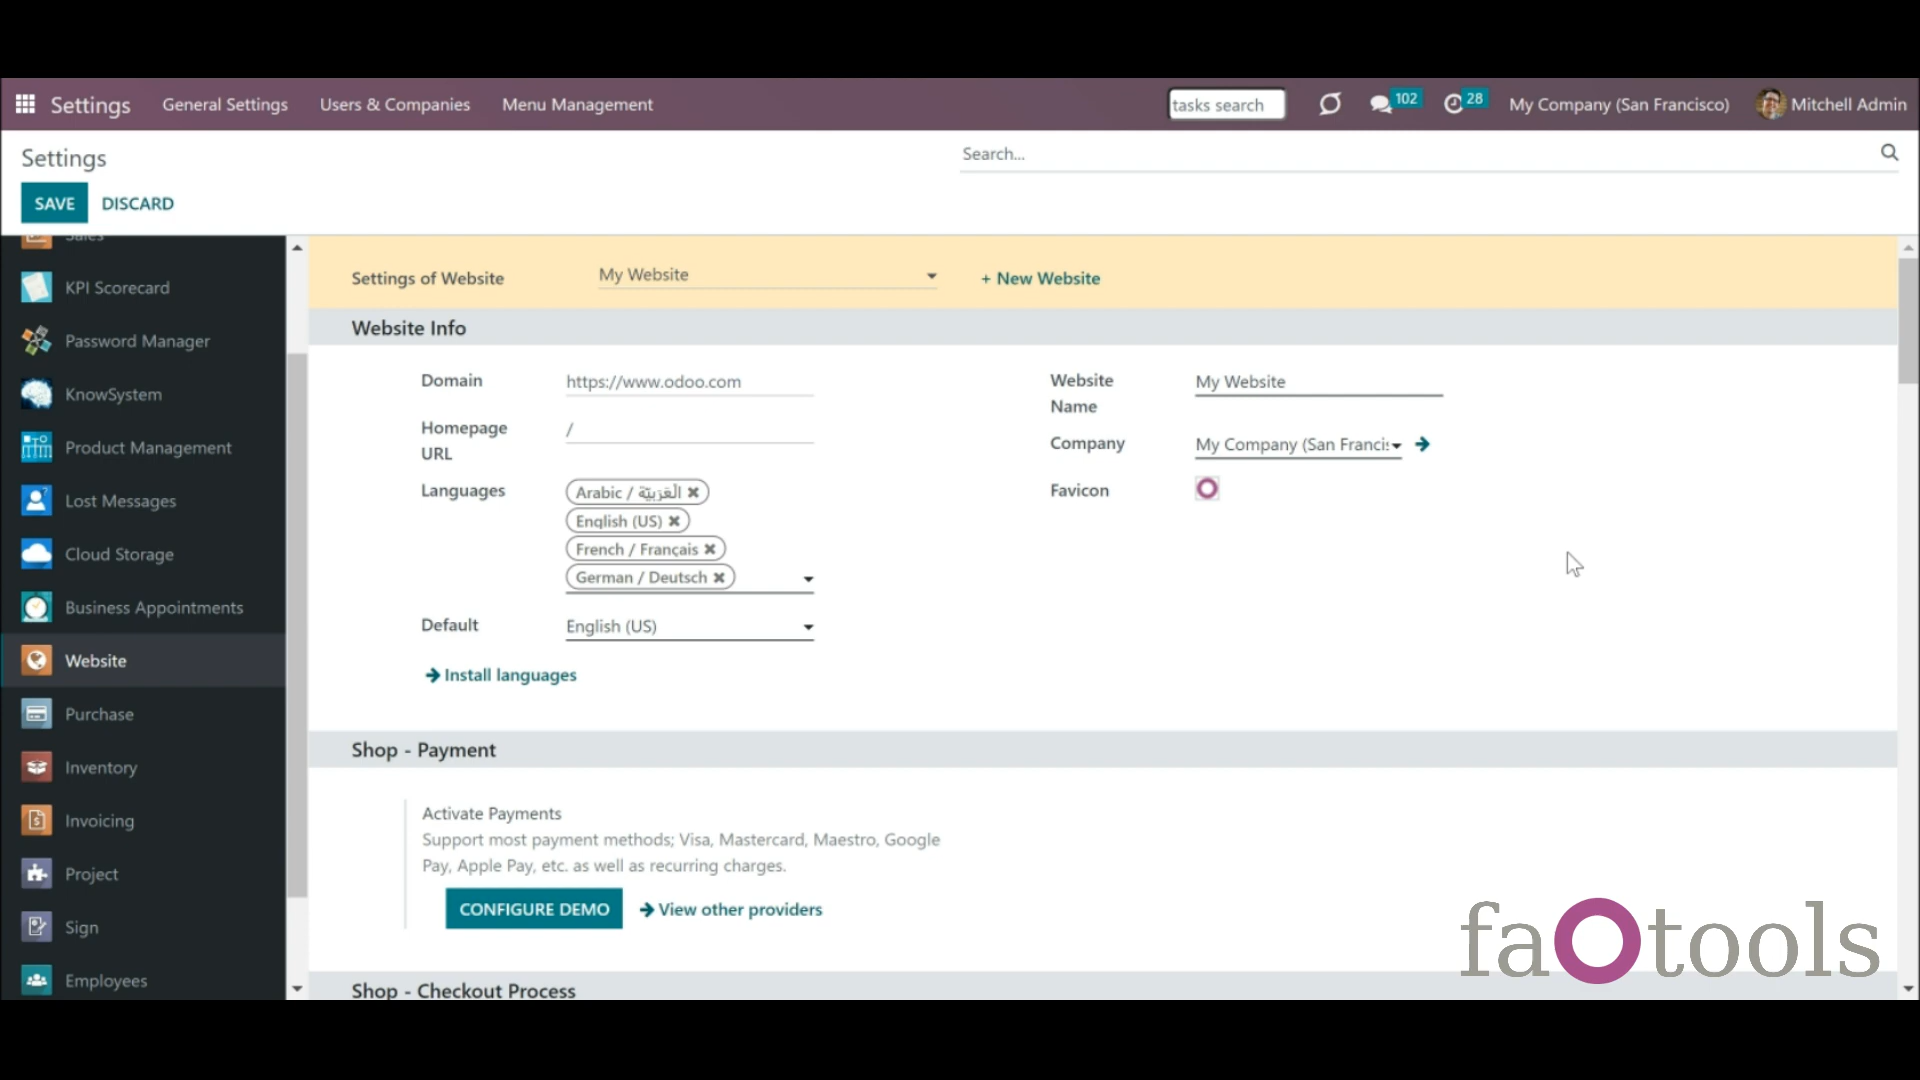 Settings General Settings Users & Companies Menu Management tasks search 102 28 My Company (San Francisco) Mitchell Admin
Settings
Search...
SAVE DISCARD
Sales
KPI Scorecard
Password Manager
KnowSystem
Product Management
Lost Messages
Cloud Storage
Business Appointments
Website
Purchase
Inventory
Invoicing
Project
Sign
Employees
Settings of Website My Website + New Website
Website Info
Domain https://www.odoo.com
Homepage
URL
/
Languages
Arabic / الْعَرَبيّة
English (US)
French / Français
German / Deutsch
Default English (US)
Install languages
Website
Name
My Website
Company My Company (San Francis
Favicon
Shop - Payment
Activate Payments
Support most payment methods; Visa, Mastercard, Maestro, Google
Pay, Apple Pay, etc. as well as recurring charges.
CONFIGURE DEMO View other providers
Shop - Checkout Process
faOtools